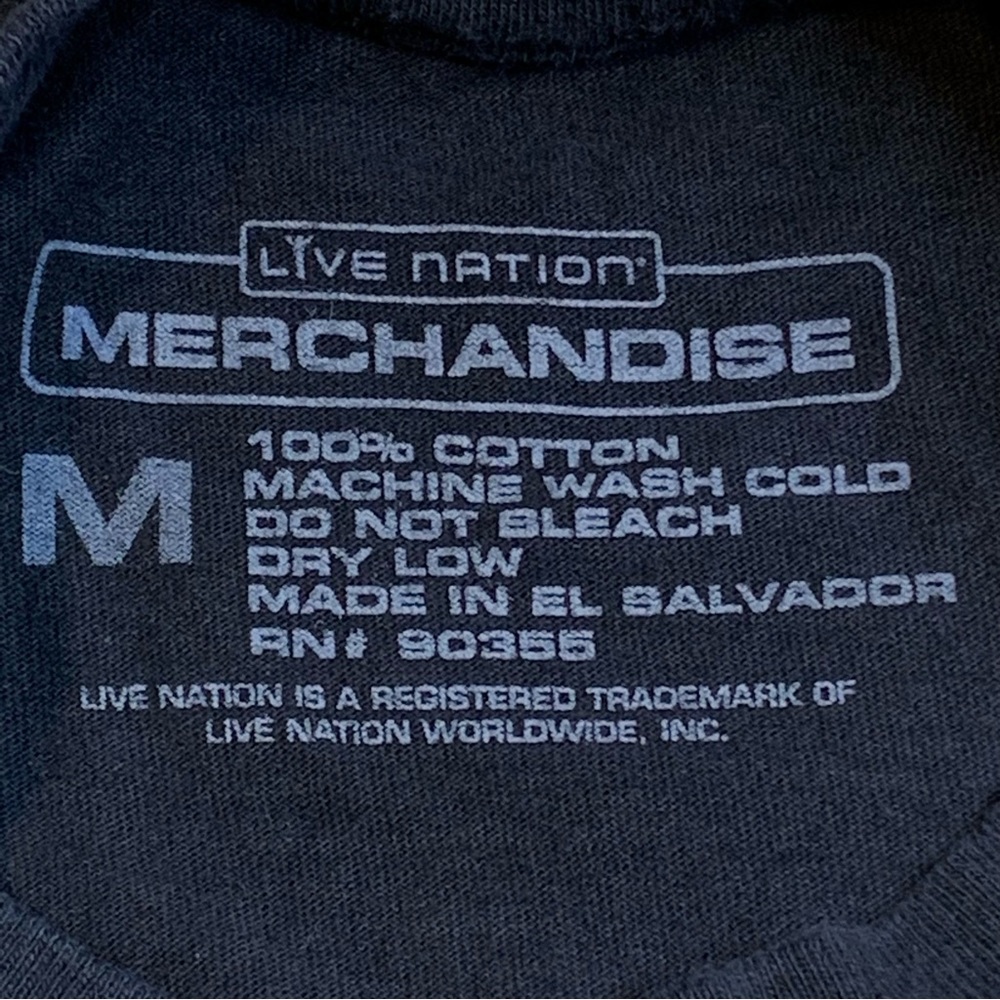 LIVE NATION
MERCHANDISE
M
100% COTTON
MACHINE WASH COLD
DO NOT BLEACH
DRY LOW
MADE IN EL SALVADOR
RN# 90355
LIVE NATION IS A REGISTERED TRADEMARK OF
LIVE NATION WORLDWIDE, INC.